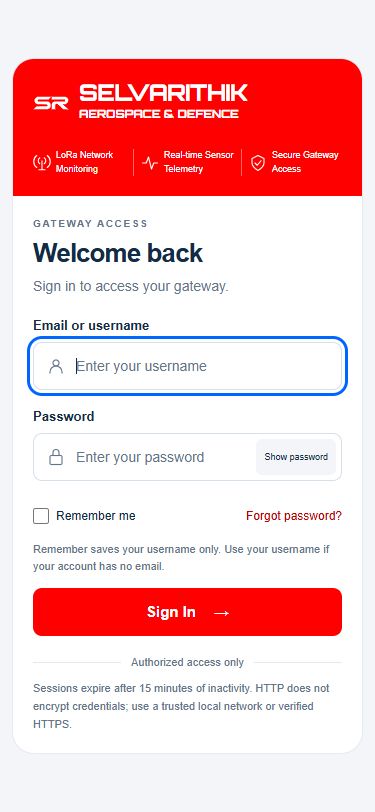 SR SELVARITHIK
AEROSPACE & DEFENCE
LoRa Network
Monitoring
Real-time Sensor
Telemetry
Secure Gateway
Access
GATEWAY ACCESS
Welcome back
Sign in to access your gateway.
Email or username
Enter your username
Password
Enter your password Show password
Remember me Forgot password?
Remember saves your username only. Use your username if
your account has no email.
Sign In →
Authorized access only
Sessions expire after 15 minutes of inactivity. HTTP does not
encrypt credentials; use a trusted local network or verified
HTTPS.